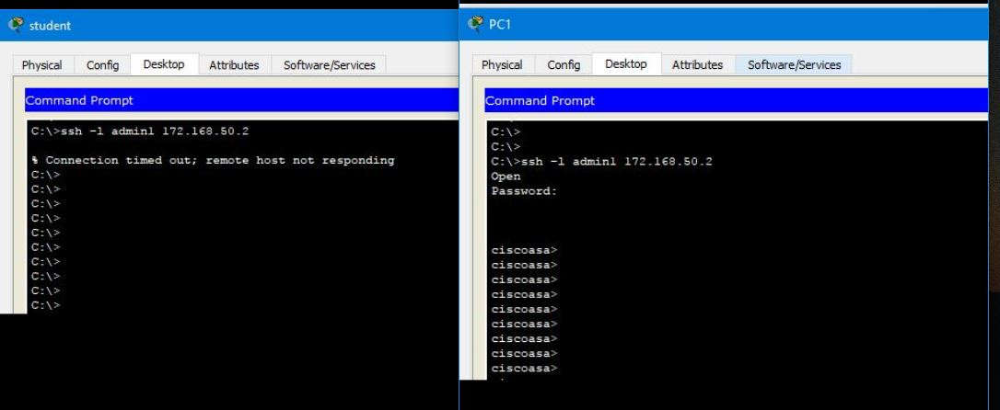 student
Physical Config Desktop Attributes Software/Services
Command Prompt
C:\>ssh -l admin1 172.168.50.2
% Connection timed out; remote host not responding
C:\>
C:\>
C:\>
C:\>
C:\>
C:\>
C:\>
C:\>
C:\>
C:\>
PC1
Physical Config Desktop Attributes Software/Services
Command Prompt
C:\>
C:\>
C:\>ssh -l admin1 172.168.50.2
Open
Password:
ciscoasa>
ciscoasa>
ciscoasa>
ciscoasa>
ciscoasa>
ciscoasa>
ciscoasa>
ciscoasa>
ciscoasa>